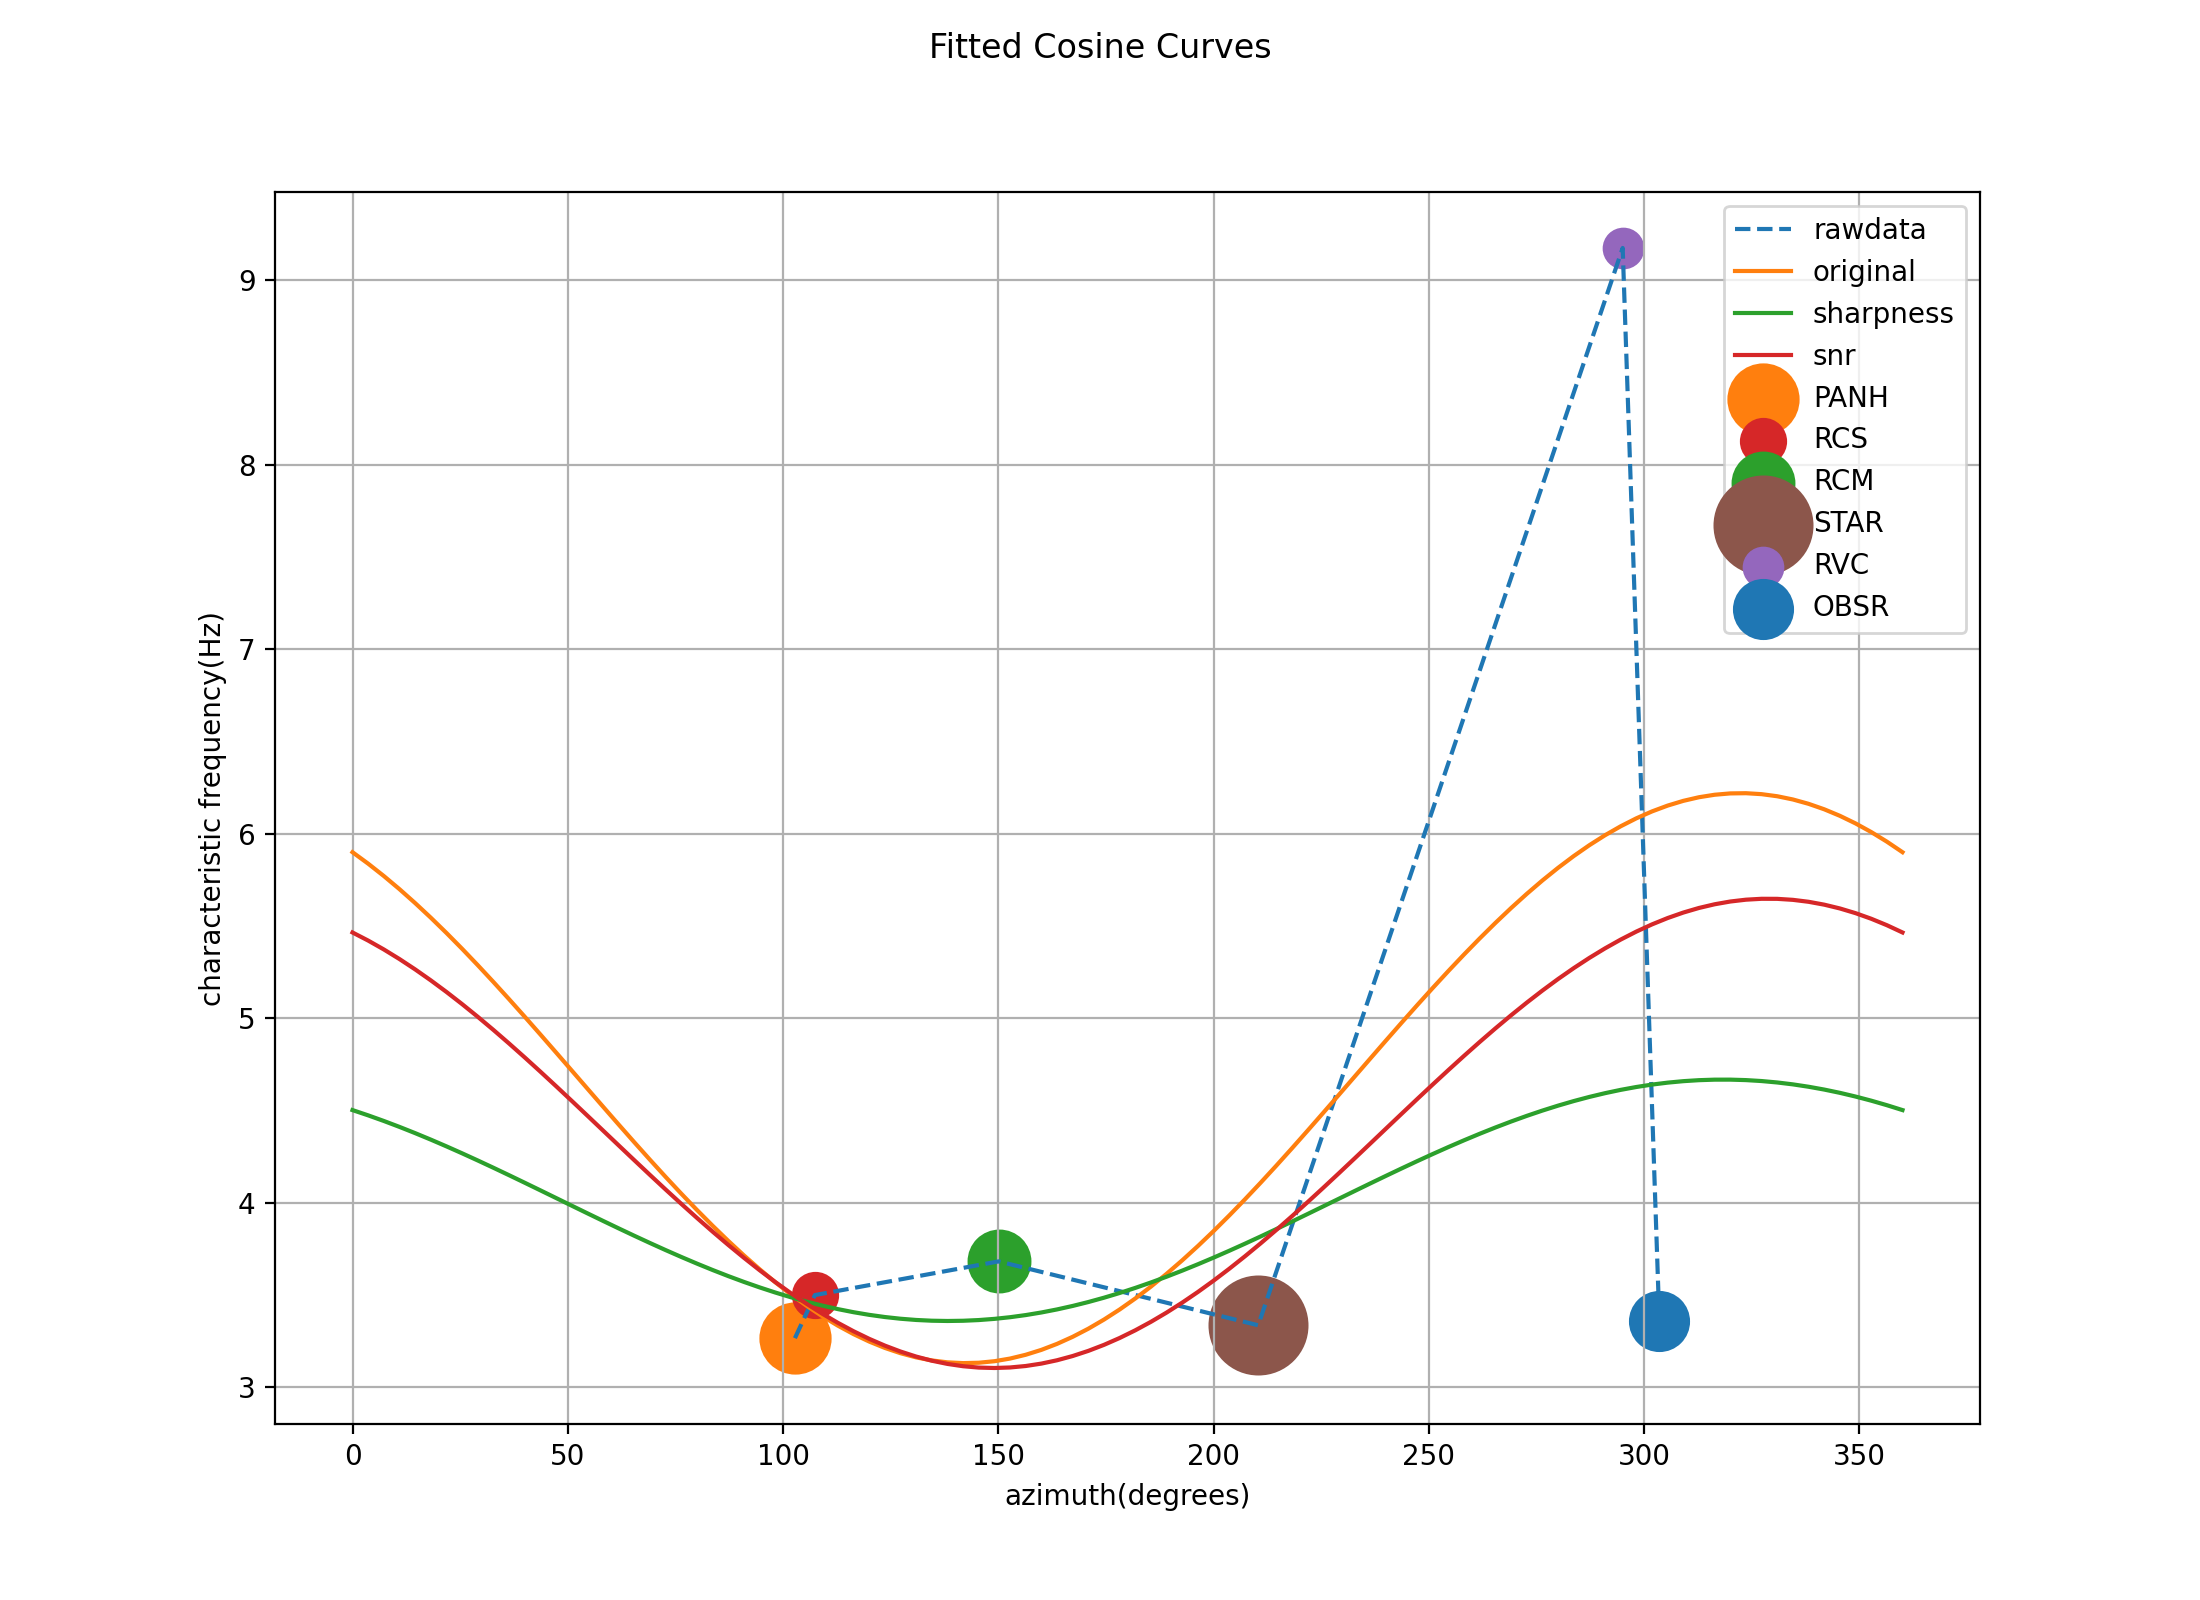 Fitted Cosine Curves
characteristic frequency(Hz)
9
8
7
6
5
4
3
rawdata
original
sharpness
snr
PANH
RCS
RCM
STAR
RVC
OBSR
0 50 100 150 200 250 300 350
azimuth(degrees)